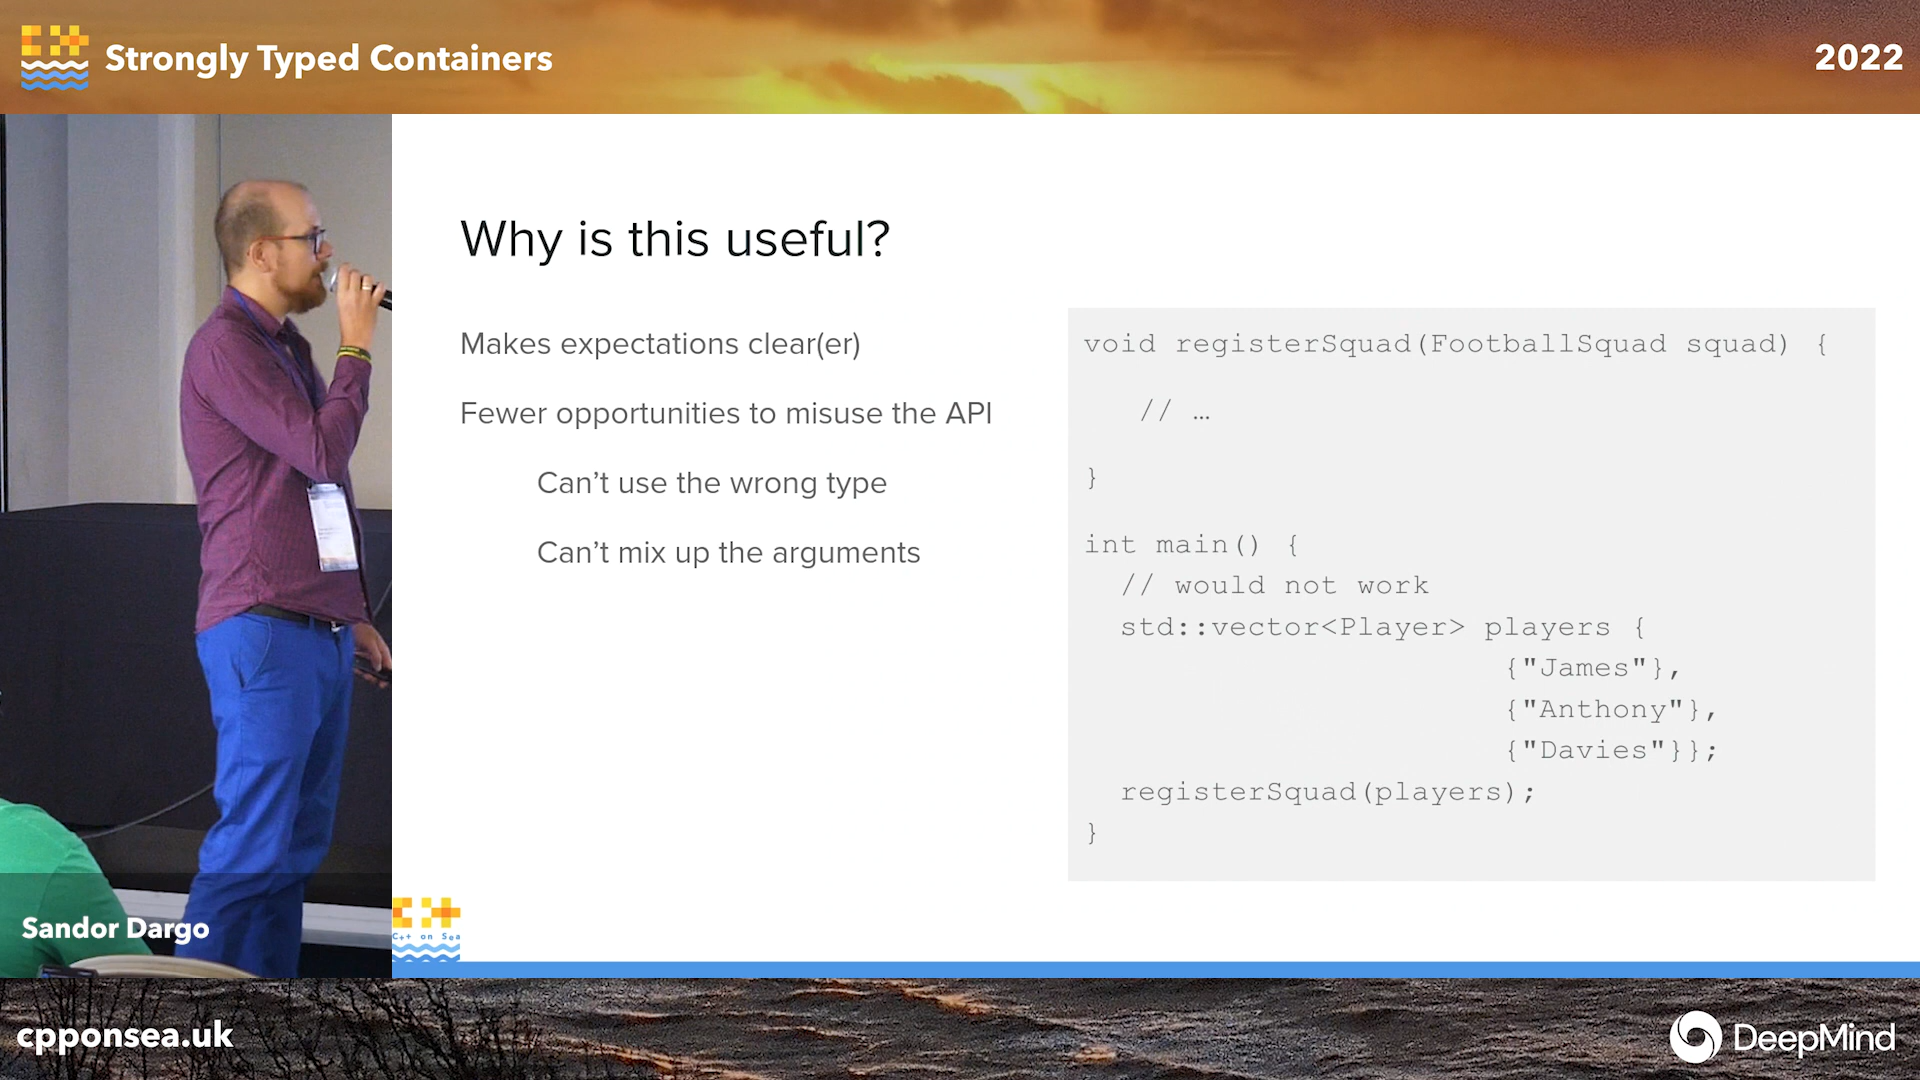 Strongly Typed Containers
2022
Why is this useful?
Makes expectations clear(er)
Fewer opportunities to misuse the API
Can’t use the wrong type
Can’t mix up the arguments
void registerSquad(FootballSquad squad) {
// …
}
int main() {
// would not work
std::vector<Player> players {
{"James"},
{"Anthony"},
{"Davies"}};
registerSquad(players);
}
Sandor Dargo
C++ on Sea
cpponsea.uk
DeepMind